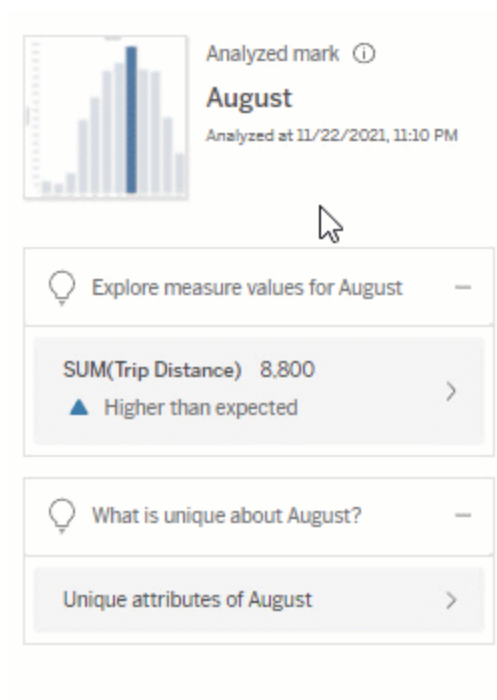 Analyzed mark
August
Analyzed at 11/22/2021, 11:10 PM
Explore measure values for August
SUM(Trip Distance) 8,800
Higher than expected
What is unique about August?
Unique attributes of August